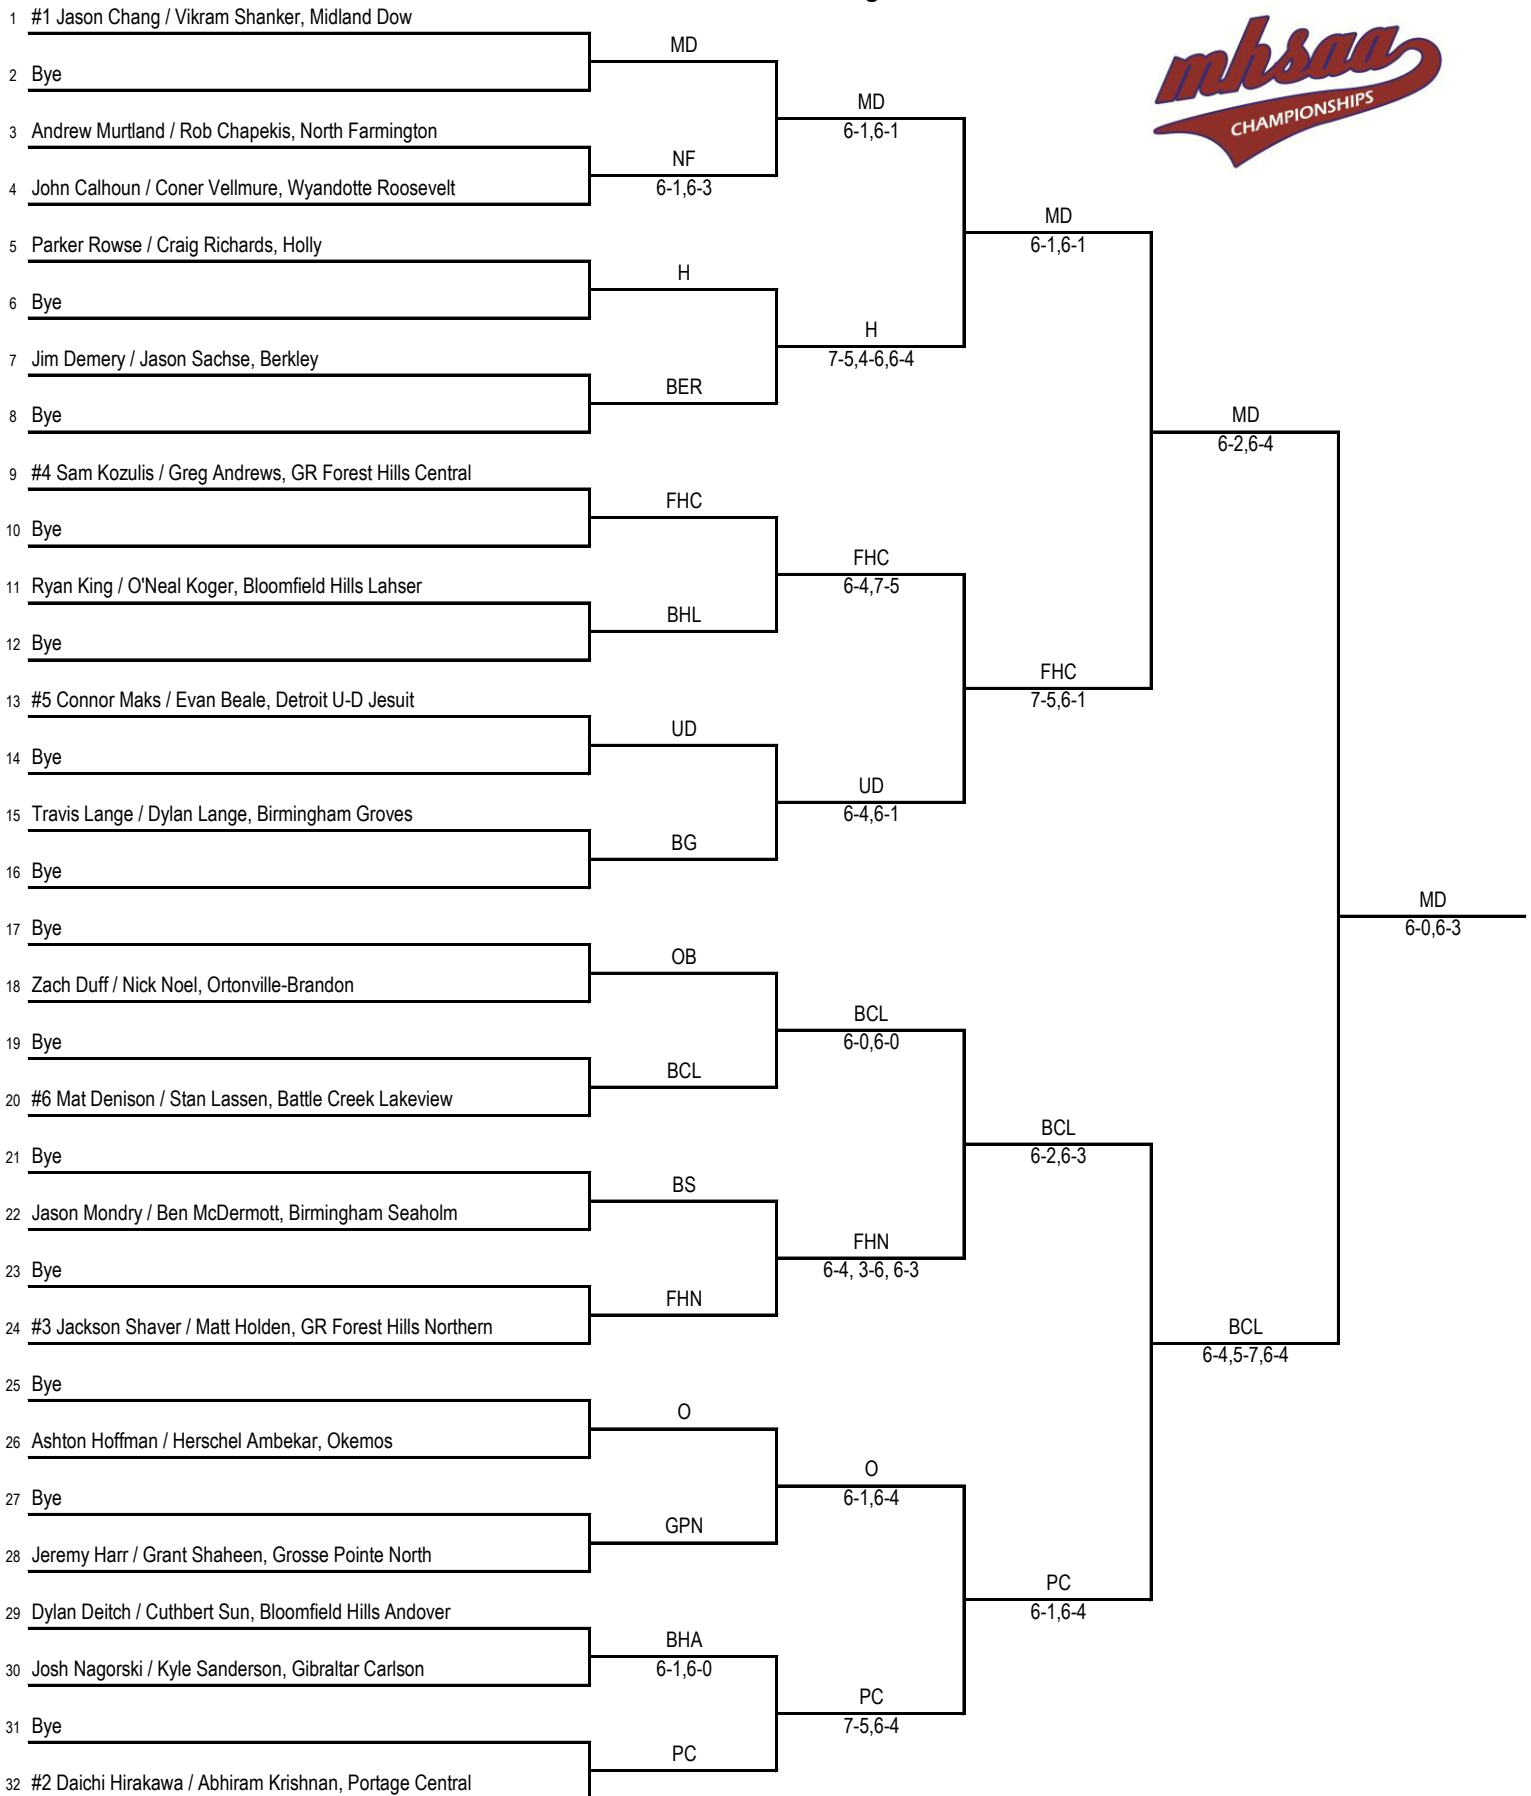 1 #1 Jason Chang / Vikram Shanker, Midland Dow
2 Bye
3 Andrew Murtland / Rob Chapekis, North Farmington
4 John Calhoun / Coner Vellmure, Wyandotte Roosevelt
5 Parker Rowse / Craig Richards, Holly
6 Bye
7 Jim Demery / Jason Sachse, Berkley
8 Bye
9 #4 Sam Kozulis / Greg Andrews, GR Forest Hills Central
10 Bye
11 Ryan King / O'Neal Koger, Bloomfield Hills Lahser
12 Bye
13 #5 Connor Maks / Evan Beale, Detroit U-D Jesuit
14 Bye
15 Travis Lange / Dylan Lange, Birmingham Groves
16 Bye
17 Bye
18 Zach Duff / Nick Noel, Ortonville-Brandon
19 Bye
20 #6 Mat Denison / Stan Lassen, Battle Creek Lakeview
21 Bye
22 Jason Mondry / Ben McDermott, Birmingham Seaholm
23 Bye
24 #3 Jackson Shaver / Matt Holden, GR Forest Hills Northern
25 Bye
26 Ashton Hoffman / Herschel Ambekar, Okemos
27 Bye
28 Jeremy Harr / Grant Shaheen, Grosse Pointe North
29 Dylan Deitch / Cuthbert Sun, Bloomfield Hills Andover
30 Josh Nagorski / Kyle Sanderson, Gibraltar Carlson
31 Bye
32 #2 Daichi Hirakawa / Abhiram Krishnan, Portage Central
MD
NF
6-1,6-3
H
BER
FHC
BHL
UD
BG
OB
BCL
BS
FHN
O
GPN
BHA
6-1,6-0
PC
MD
6-1,6-1
H
7-5,4-6,6-4
FHC
6-4,7-5
UD
6-4,6-1
BCL
6-0,6-0
FHN
6-4, 3-6, 6-3
O
6-1,6-4
PC
7-5,6-4
MD
6-1,6-1
FHC
7-5,6-1
BCL
6-2,6-3
PC
6-1,6-4
MD
6-2,6-4
BCL
6-4,5-7,6-4
MD
6-0,6-3
mhsaa
CHAMPIONSHIPS